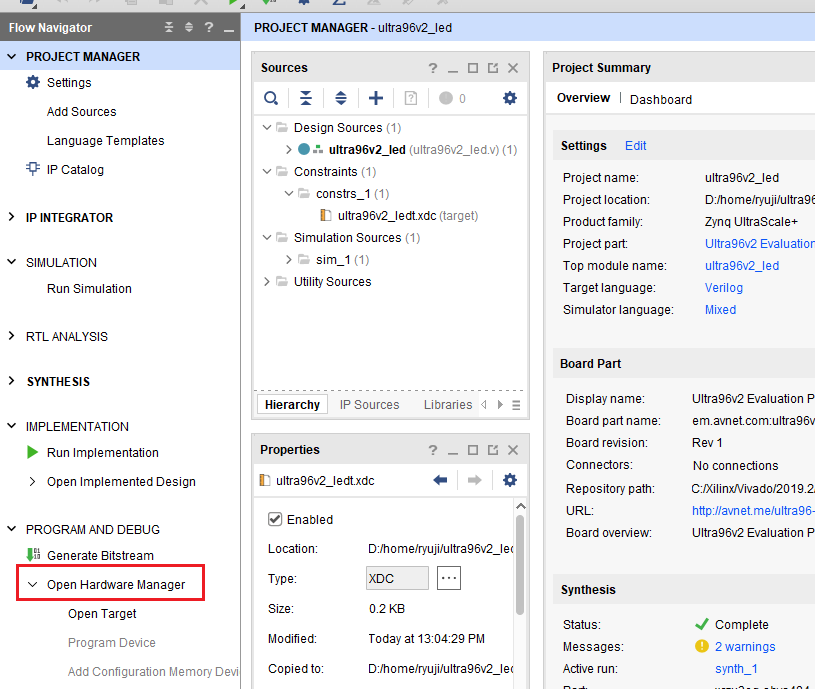 Flow Navigator
PROJECT MANAGER
Settings
Add Sources
Language Templates
IP Catalog
IP INTEGRATOR
SIMULATION
Run Simulation
RTL ANALYSIS
SYNTHESIS
IMPLEMENTATION
Run Implementation
Open Implemented Design
PROGRAM AND DEBUG
Generate Bitstream
Open Hardware Manager
Open Target
Program Device
Add Configuration Memory Devi
PROJECT MANAGER - ultra96v2_led
Sources
0
Design Sources (1)
ultra96v2_led (ultra96v2_led.v) (1)
Constraints (1)
constrs_1 (1)
ultra96v2_ledt.xdc (target)
Simulation Sources (1)
sim_1 (1)
Utility Sources
Hierarchy IP Sources Libraries
Properties
ultra96v2_ledt.xdc
Enabled
Location: D:/home/ryuji/ultra96v2_led
Type: XDC ...
Size: 0.2 KB
Modified: Today at 13:04:29 PM
Copied to: D:/home/ryuji/ultra96v2_led
Project Summary
Overview | Dashboard
Settings Edit
Project name: ultra96v2_led
Project location: D:/home/ryuji/ultra96
Product family: Zynq UltraScale+
Project part: Ultra96v2 Evaluation
Top module name: ultra96v2_led
Target language: Verilog
Simulator language: Mixed
Board Part
Display name: Ultra96v2 Evaluation P
Board part name: em.avnet.com:ultra96v
Board revision: Rev 1
Connectors: No connections
Repository path: C:/Xilinx/Vivado/2019.2/
URL: http://avnet.me/ultra96-
Board overview: Ultra96v2 Evaluation P
Synthesis
Status: Complete
Messages: 2 warnings
Active run: synth_1